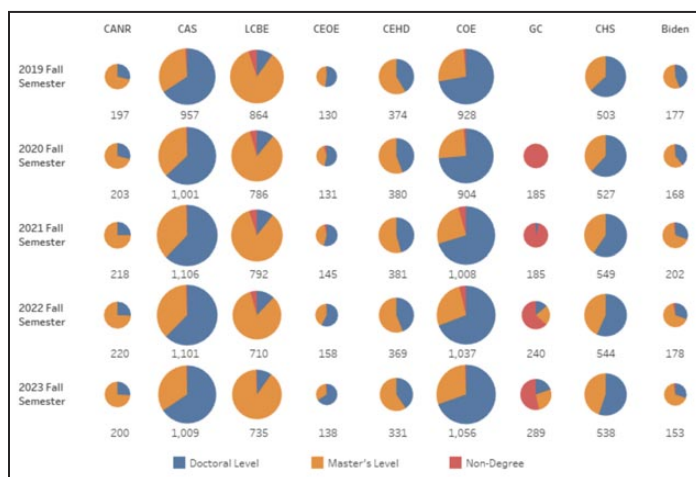 CANR CAS LCBE CEOE CEHD COE GC CHS Biden
2019 Fall
Semester
197 957 864 130 374 928 503 177
2020 Fall
Semester
203 1,001 786 131 380 904 185 527 168
2021 Fall
Semester
218 1,106 792 145 381 1,008 185 549 202
2022 Fall
Semester
220 1,101 710 158 369 1,037 240 544 178
2023 Fall
Semester
200 1,009 735 138 331 1,056 289 538 153
Doctoral Level Master's Level Non-Degree